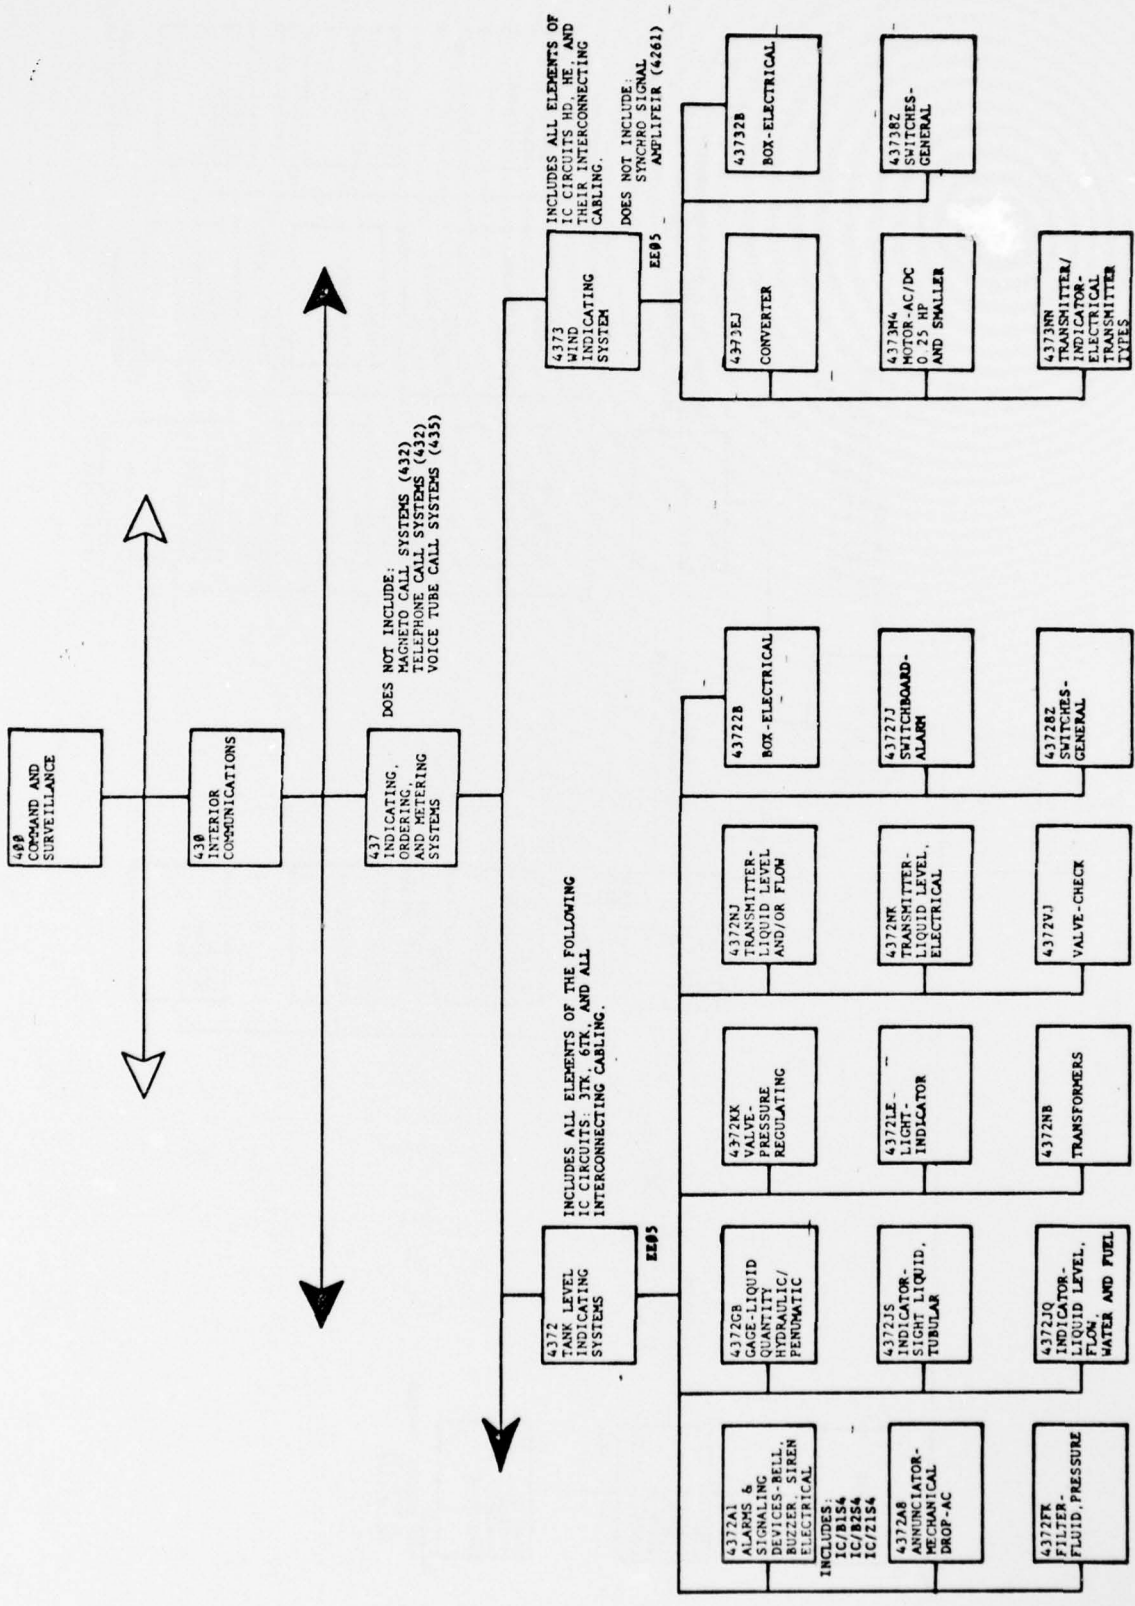 400
COMMAND AND
SURVEILLANCE
430
INTERIOR
COMMUNICATIONS
437
INDICATING,
ORDERING,
AND METERING
SYSTEMS
DOES NOT INCLUDE:
MAGNETO CALL SYSTEMS (432)
TELEPHONE CALL SYSTEMS (432)
VOICE TUBE CALL SYSTEMS (435)
4372
TANK LEVEL
INDICATING
SYSTEMS
INCLUDES ALL ELEMENTS OF THE FOLLOWING
IC CIRCUITS: 3TK, 6TK, AND ALL
INTERCONNECTING CABLING.
EE05
4373
WIND
INDICATING
SYSTEM
INCLUDES ALL ELEMENTS OF
IC CIRCUITS HD, HE, AND
THEIR INTERCONNECTING
CABLING.
DOES NOT INCLUDE:
SYNCHRO SIGNAL
AMPLIFEIR (4261)
EE05
4372A1
ALARMS &
SIGNALING
DEVICES-BELL,
BUZZER, SIREN
ELECTRICAL
INCLUDES:
IC/B1S4
IC/B2S4
IC/Z1S4
4372A8
ANNUNCIATOR-
MECHANICAL
DROP-AC
4372FK
FILTER-
FLUID,PRESSURE
4372GB
GAGE-LIQUID
QUANTITY
HYDRAULIC/
PENUMATIC
4372JS
INDICATOR-
SIGHT LIQUID,
TUBULAR
4372JQ
INDICATOR-
LIQUID LEVEL,
FLOW,
WATER AND FUEL
4372KK
VALVE-
PRESSURE
REGULATING
4372LE
LIGHT-
INDICATOR
4372NB
TRANSFORMERS
4372NJ
TRANSMITTER-
LIQUID LEVEL
AND/OR FLOW
4372NK
TRANSMITTER-
LIQUID LEVEL,
ELECTRICAL
4372VJ
VALVE-CHECK
43722B
BOX-ELECTRICAL
43727J
SWITCHBOARD-
ALARM
43728Z
SWITCHES-
GENERAL
4373EJ
CONVERTER
4373M4
MOTOR-AC/DC
0.25 HP
AND SMALLER
4373NN
TRANSMITTER/
INDICATOR-
ELECTRICAL
TRANSMITTER
TYPES
43732B
BOX-ELECTRICAL
43738Z
SWITCHES-
GENERAL